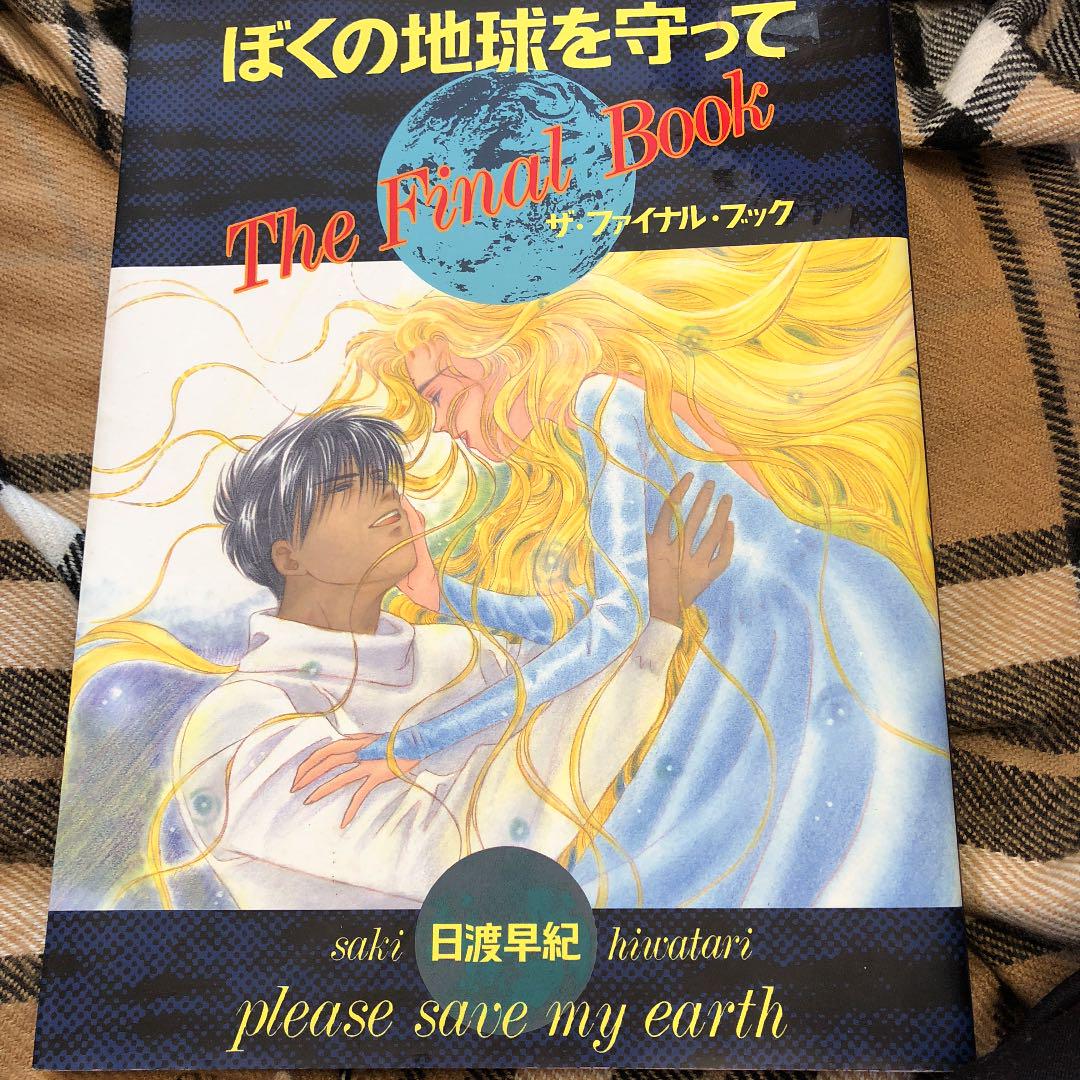 ぼくの地球を守って
The Final Book
ザ・ファイナル・ブック
saki 日渡早紀 hiwatari
please save my earth